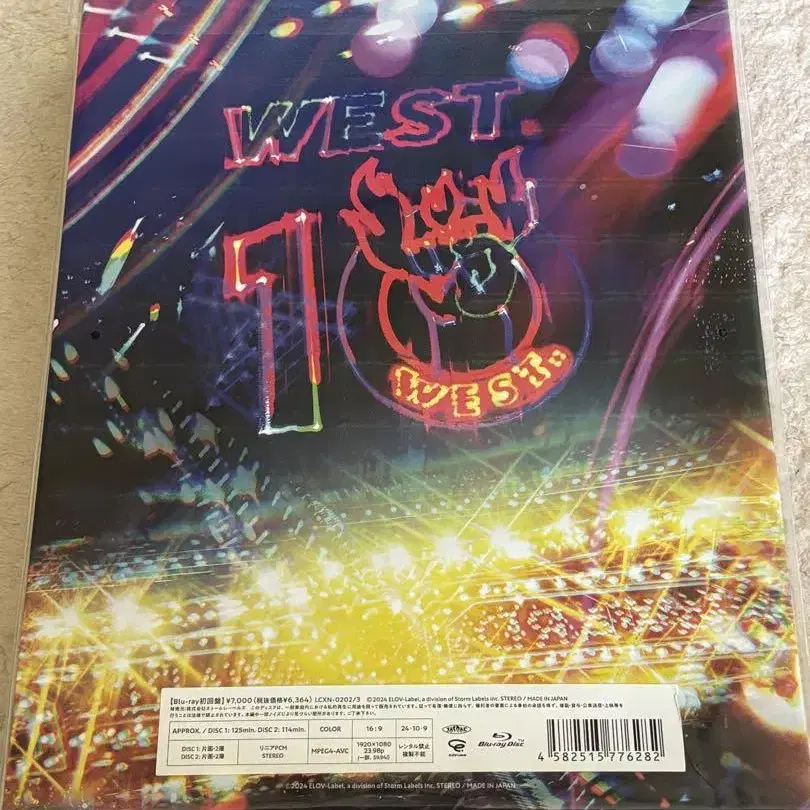 WEST.
10
WEST.
【Blu-ray初回盤】 ¥7,000 (税抜価格¥6,364) LCXN-0202/3 ©2024 ELOV-Label, a division of Storm Labels Inc. STEREO / MADE IN JAPAN
APPROX. / DISC 1: 125min. DISC 2: 114min. COLOR 16:9 24-10-9
DISC 1: 片面・2層 リニアPCM MPEG4-AVC 1920×1080 レンタル禁止
DISC 2: 片面・2層 STEREO 23.98p 複製不能
JASRAC
Blu-ray Disc
4 582515 776282
©2024 ELOV-Label, a division of Storm Labels Inc. STEREO / MADE IN JAPAN